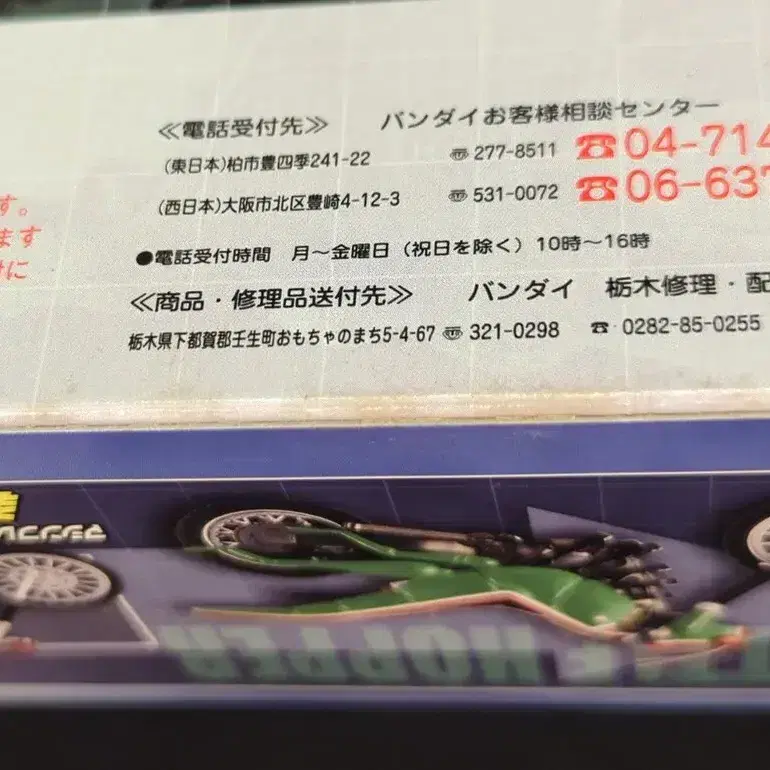 ≪電話受付先≫ バンダイお客様相談センター
(東日本)柏市豊四季241-22 〠277-8511 ☎04-714
(西日本)大阪市北区豊崎4-12-3 〠531-0072 ☎06-637
す。
ます
●電話受付時間 月〜金曜日（祝日を除く）10時〜16時
に
≪商品・修理品送付先≫ バンダイ 栃木修理・配
栃木県下都賀郡壬生町おもちゃのまち5-4-67 〠321-0298 ☎0282-85-0255
HOPPER